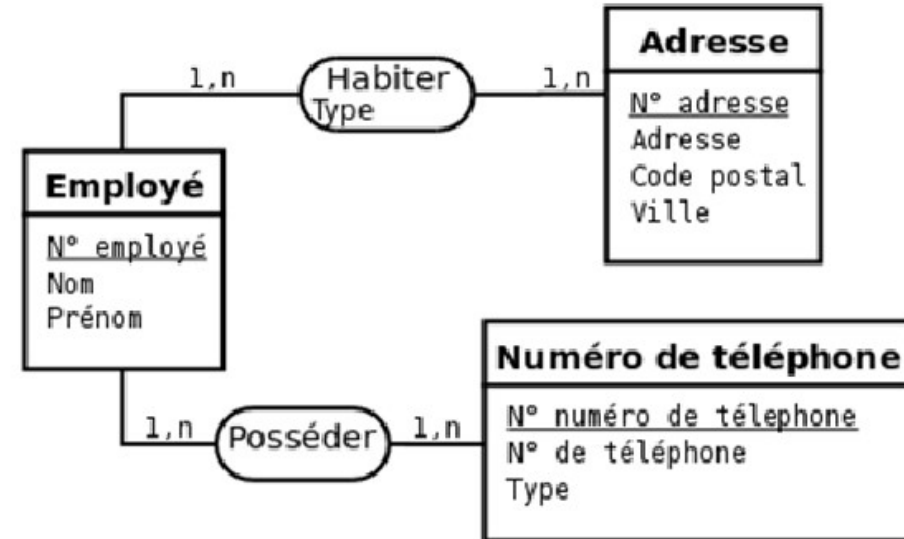 Adresse
N° adresse
Adresse
Code postal
Ville
1,n
Habiter
Type
1,n
Employé
N° employé
Nom
Prénom
1,n
Posséder
1,n
Numéro de téléphone
N° numéro de télephone
N° de téléphone
Type